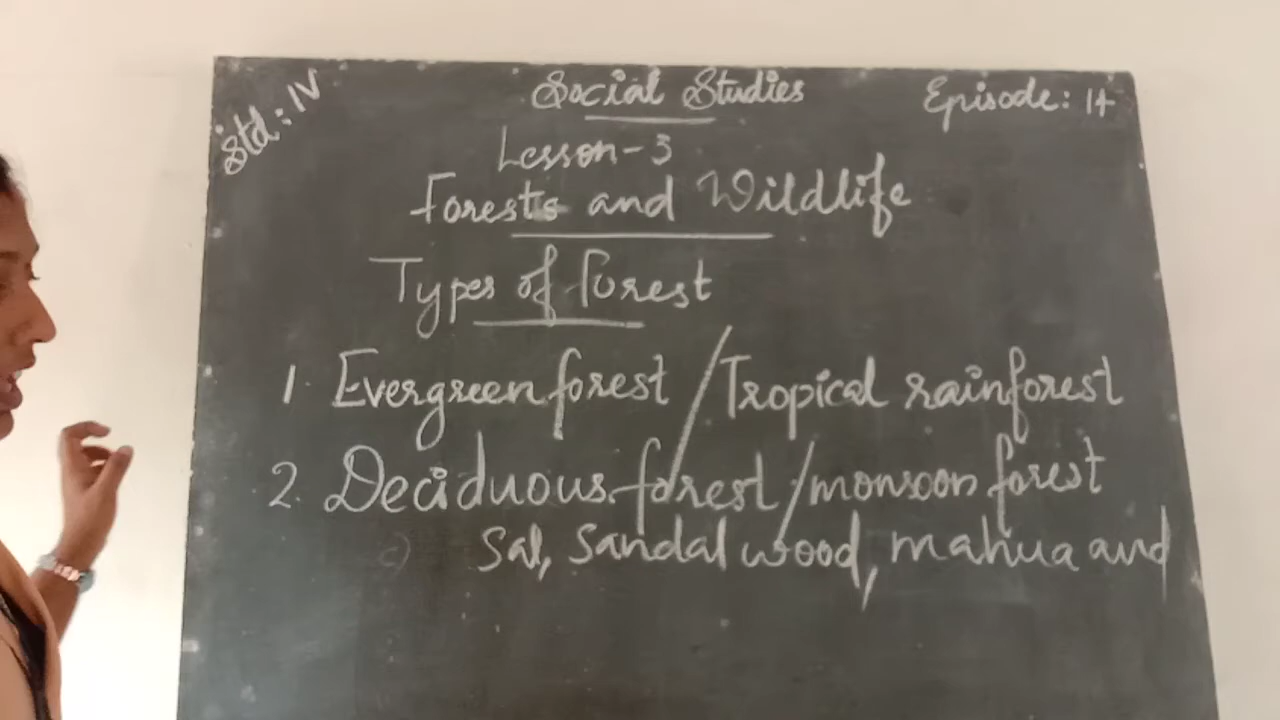 Std: IV
Social Studies
Episode: 14
Lesson-3
Forests and Wildlife
Types of Forest
1. Evergreen forest / Tropical rainforest
2. Deciduous forest / monsoon forest
Sal, Sandal wood, mahua and